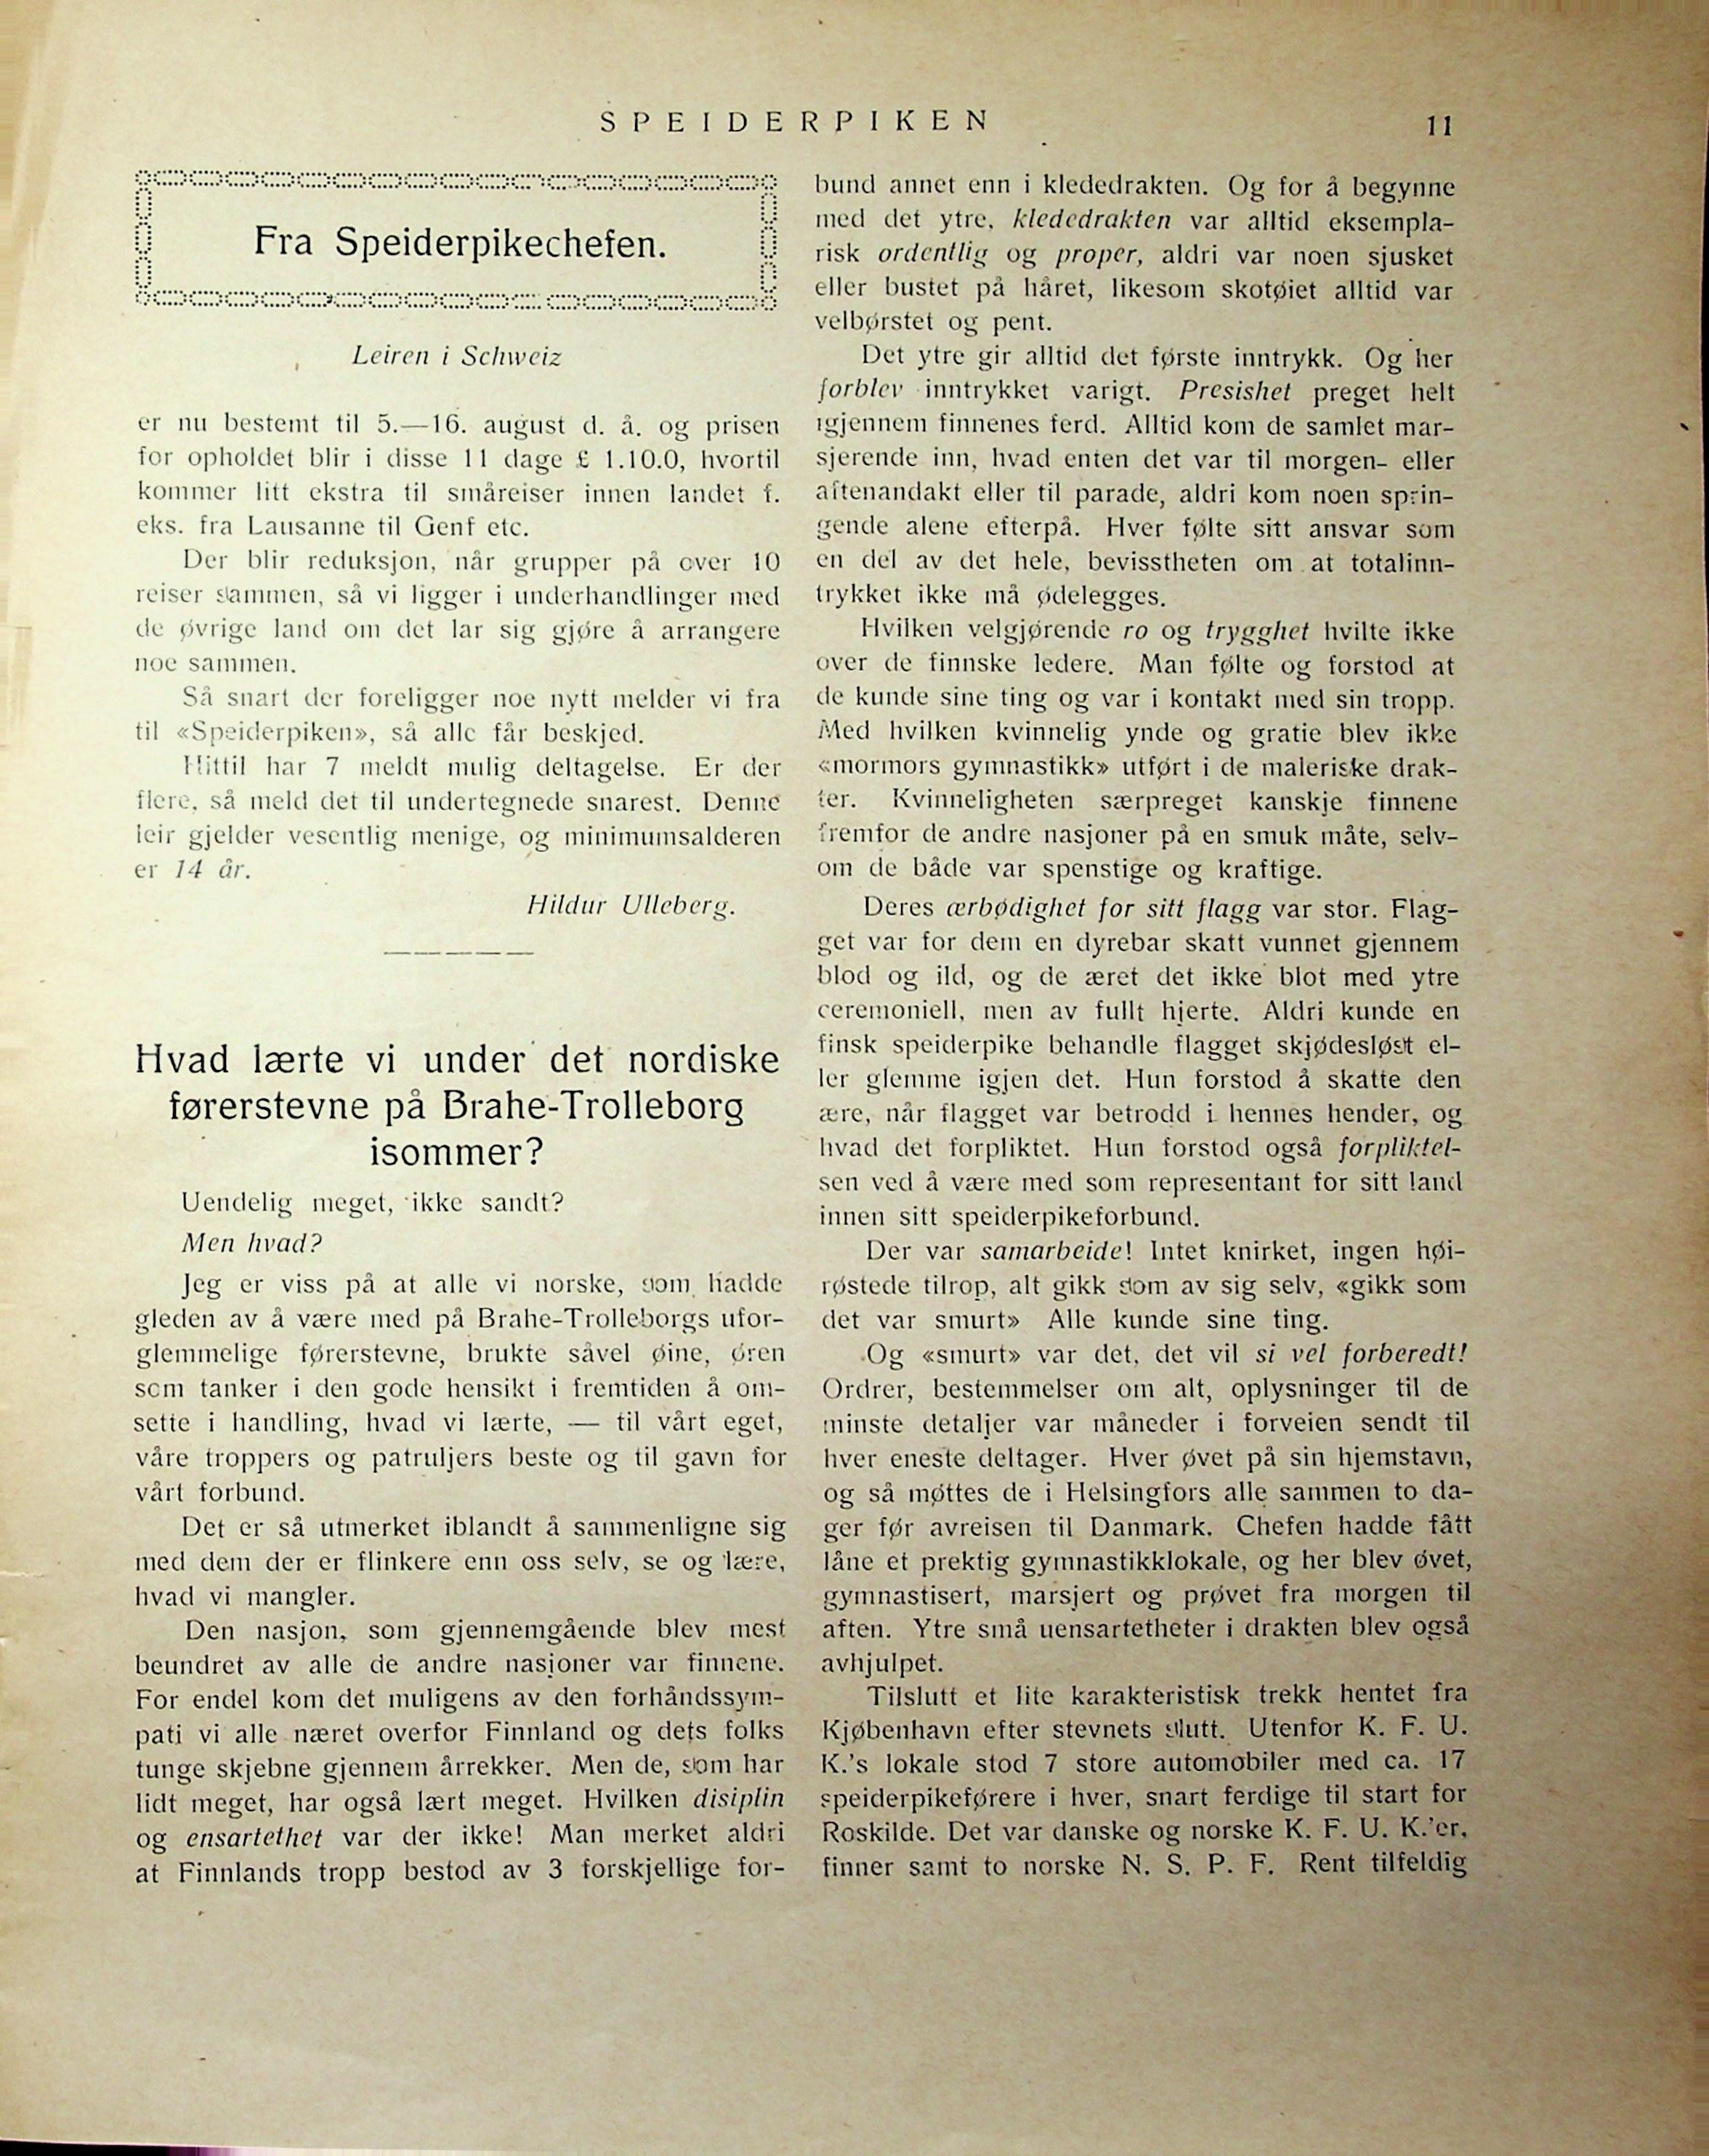 SPEIDERPIKEN
11
Fra Speiderpikechefen.
Leiren i Schweiz
er nu bestemt til 5.—16. august d. å. og prisen
for opholdet blir i disse 11 dage £ 1.10.0, hvortil
kommer litt ekstra til småreiser innen landet f.
eks. fra Lausanne til Genf etc.
Der blir reduksjon, når grupper på over 10
reiser sammen, så vi ligger i underhandlinger med
de øvrige land om det lar sig gjøre å arrangere
noe sammen.
Så snart der foreligger noe nytt melder vi fra
til «Speiderpiken», så alle får beskjed.
Hittil har 7 meldt mulig deltagelse. Er der
flere, så meld det til undertegnede snarest. Denne
leir gjelder vesentlig menige, og minimumsalderen
er 14 år.
Hildur Ulleberg.
Hvad lærte vi under det nordiske
førerstevne på Brahe-Trolleborg
isommer?
Uendelig meget, ikke sandt?
Men hvad?
Jeg er viss på at alle vi norske, som hadde
gleden av å være med på Brahe-Trolleborgs ufor-
glemmelige førerstevne, brukte såvel øine, øren
som tanker i den gode hensikt i fremtiden å om-
sette i handling, hvad vi lærte, — til vårt eget,
våre troppers og patruljers beste og til gavn for
vårt forbund.
Det er så utmerket iblandt å sammenligne sig
med dem der er flinkere enn oss selv, se og lære,
hvad vi mangler.
Den nasjon, som gjennemgående blev mest
beundret av alle de andre nasjoner var finnene.
For endel kom det muligens av den forhåndssym-
pati vi alle næret overfor Finnland og dets folks
tunge skjebne gjennem årrekker. Men de, som har
lidt meget, har også lært meget. Hvilken disiplin
og ensartethet var der ikke! Man merket aldri
at Finnlands tropp bestod av 3 forskjellige for-
bund annet enn i klededrakten. Og for å begynne
med det ytre, klededrakten var alltid eksempla-
risk ordentlig og proper, aldri var noen sjusket
eller bustet på håret, likesom skotøiet alltid var
velbørstet og pent.
Det ytre gir alltid det første inntrykk. Og her
forblev inntrykket varigt. Presishet preget helt
igjennem finnenes ferd. Alltid kom de samlet mar-
sjerende inn, hvad enten det var til morgen- eller
aftenandakt eller til parade, aldri kom noen sprin-
gende alene efterpå. Hver følte sitt ansvar som
en del av det hele, bevisstheten om at totalinn-
trykket ikke må ødelegges.
Hvilken velgjørende ro og trygghet hvilte ikke
over de finnske ledere. Man følte og forstod at
de kunde sine ting og var i kontakt med sin tropp.
Med hvilken kvinnelig ynde og gratie blev ikke
«mormors gymnastikk» utført i de maleriske drak-
ter. Kvinneligheten særpreget kanskje finnene
fremfor de andre nasjoner på en smuk måte, selv-
om de både var spenstige og kraftige.
Deres ærbødighet for sitt flagg var stor. Flag-
get var for dem en dyrebar skatt vunnet gjennem
blod og ild, og de æret det ikke blot med ytre
ceremoniell, men av fullt hjerte. Aldri kunde en
finsk speiderpike behandle flagget skjødesløst el-
ler glemme igjen det. Hun forstod å skatte den
ære, når flagget var betrodd i hennes hender, og
hvad det forpliktet. Hun forstod også forpliktel-
sen ved å være med som representant for sitt land
innen sitt speiderpikeforbund.
Der var samarbeide! Intet knirket, ingen høi-
røstede tilrop, alt gikk som av sig selv, «gikk som
det var smurt» Alle kunde sine ting.
Og «smurt» var det, det vil si vel forberedt!
Ordrer, bestemmelser om alt, oplysninger til de
minste detaljer var måneder i forveien sendt til
hver eneste deltager. Hver øvet på sin hjemstavn,
og så møttes de i Helsingfors alle sammen to da-
ger før avreisen til Danmark. Chefen hadde fått
låne et prektig gymnastikklokale, og her blev øvet,
gymnastisert, marsjert og prøvet fra morgen til
aften. Ytre små uensartetheter i drakten blev også
avhjulpet.
Tilslutt et lite karakteristisk trekk hentet fra
Kjøbenhavn efter stevnets slutt. Utenfor K. F. U.
K.'s lokale stod 7 store automobiler med ca. 17
speiderpikeførere i hver, snart ferdige til start for
Roskilde. Det var danske og norske K. F. U. K.'er,
finner samt to norske N. S. P. F. Rent tilfeldig